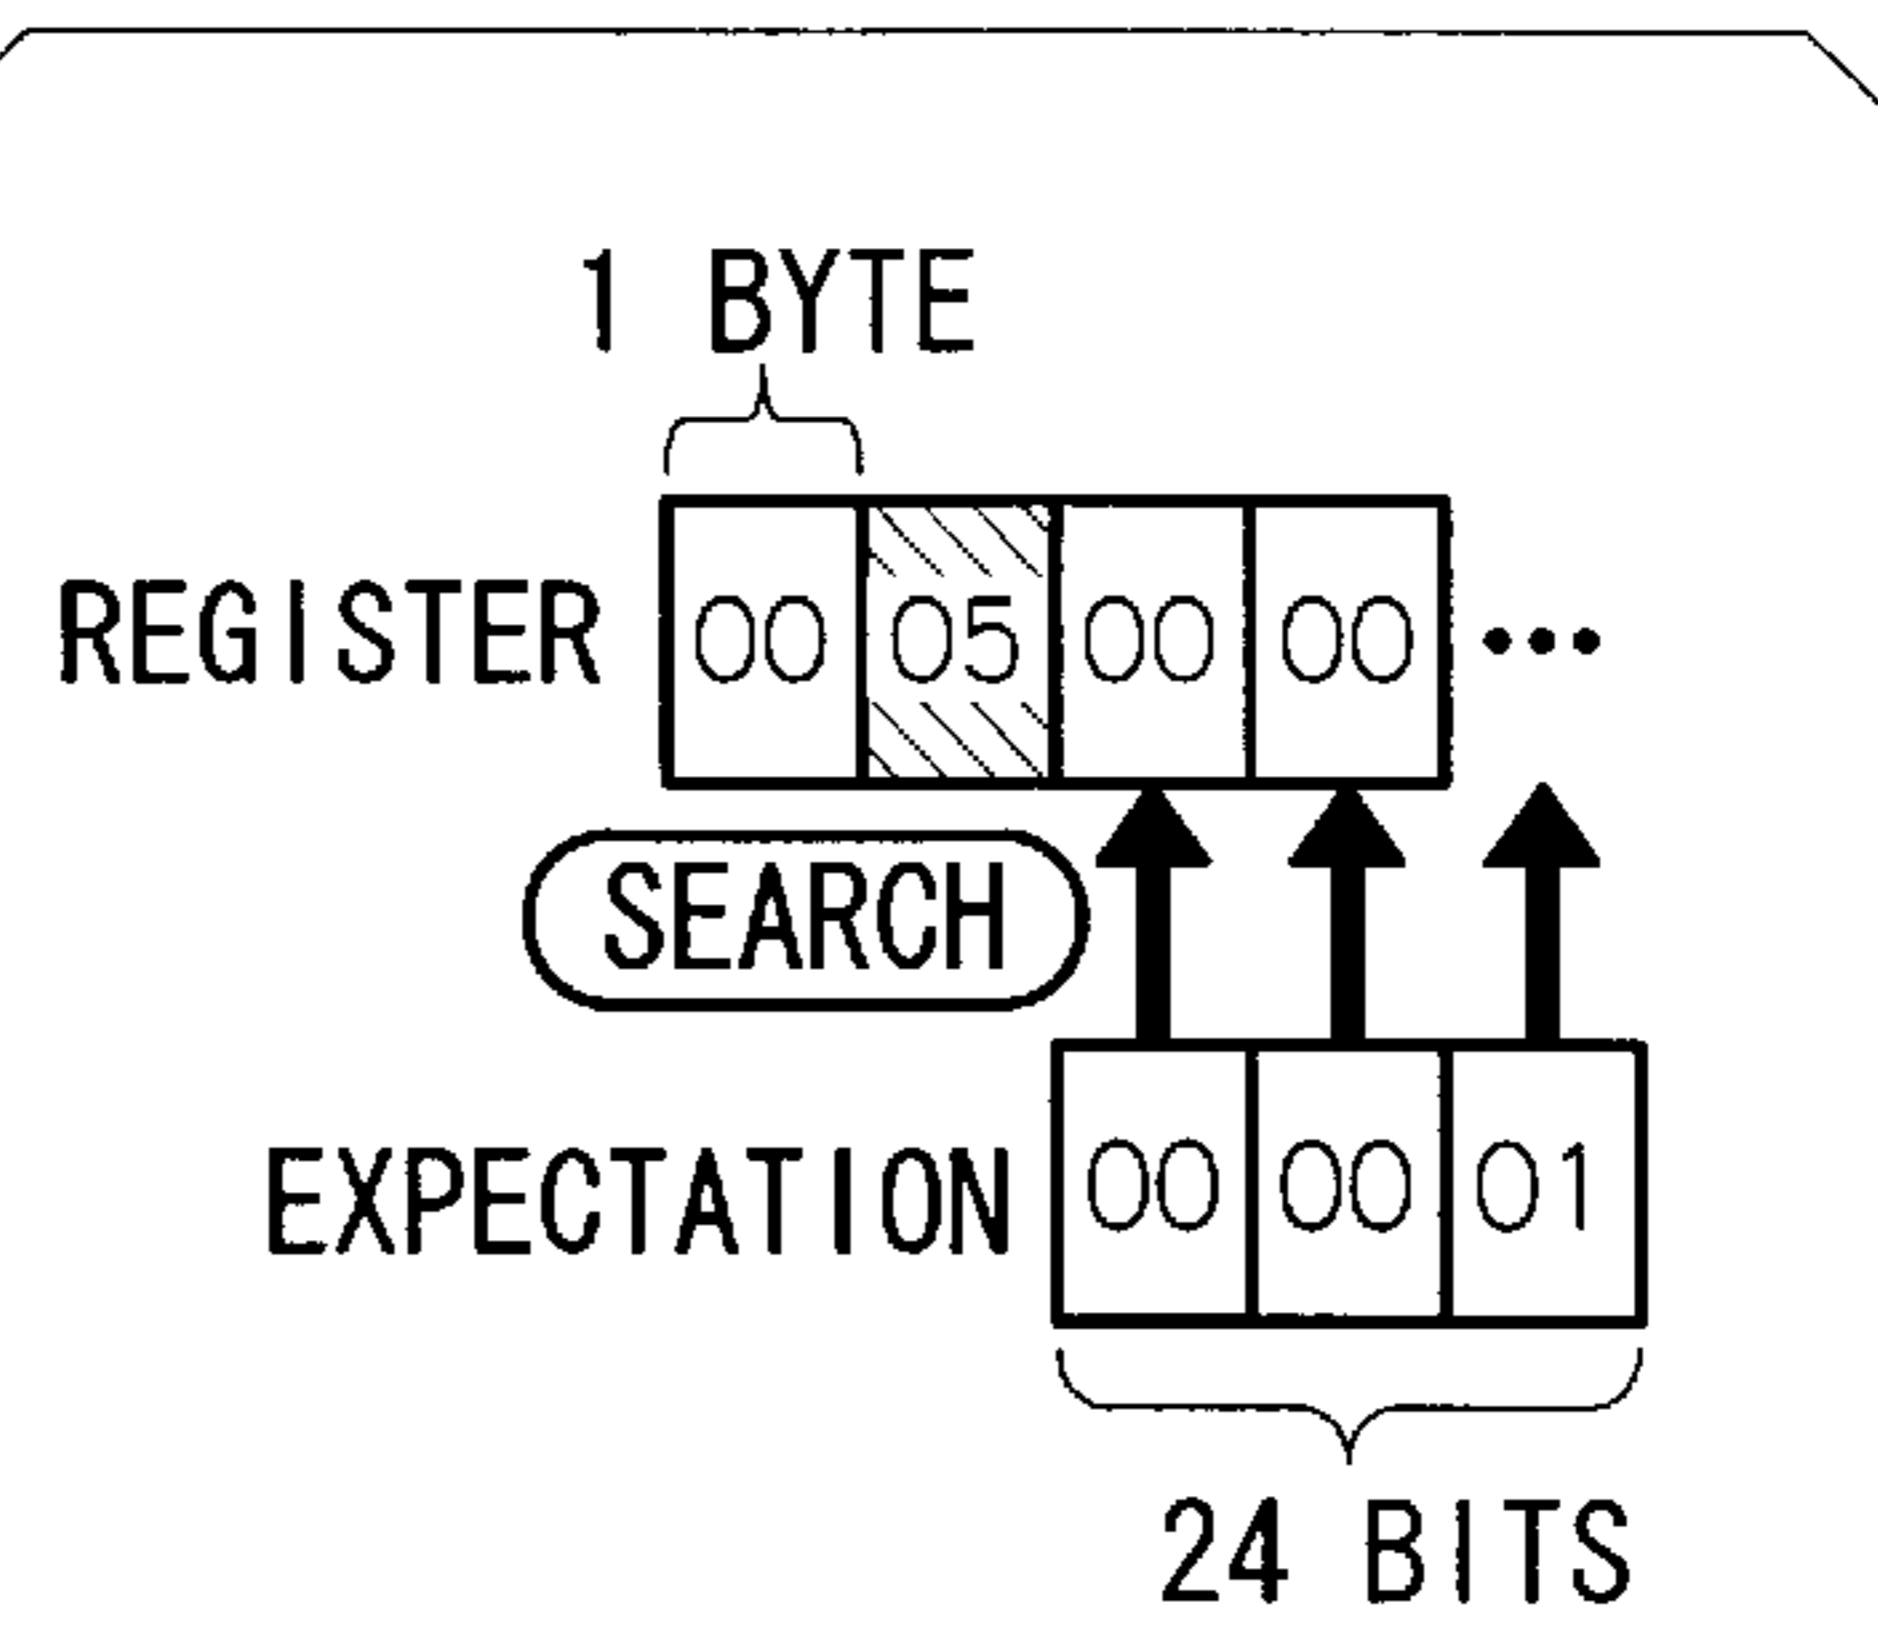 1 BYTE
REGISTER 00 05 00 00 •••
SEARCH
EXPECTATION 00 00 01
24 BITS